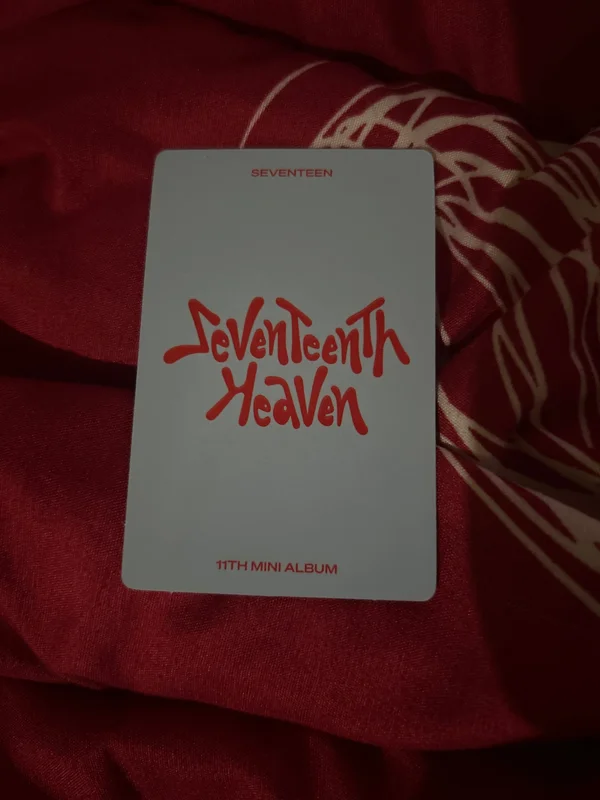 SEVENTEEN
SeVenTeenTh
HeaVen
11TH MINI ALBUM